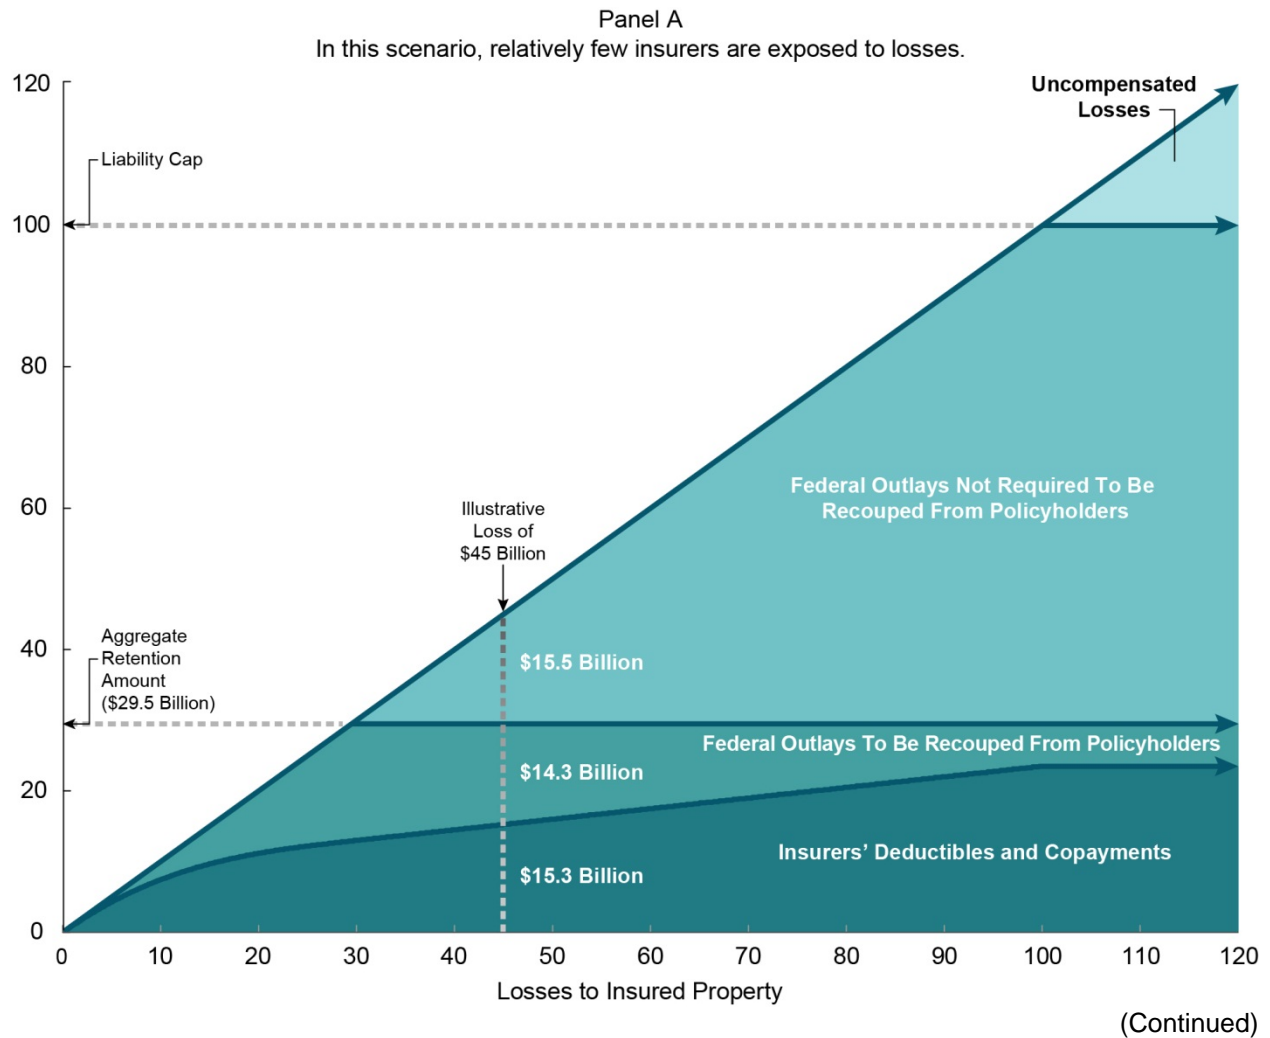 Panel A
In this scenario, relatively few insurers are exposed to losses.
120
Uncompensated
Losses
Liability Cap
100
80
Federal Outlays Not Required To Be
Recouped From Policyholders
60
Illustrative
Loss of
$45 Billion
40
Aggregate
Retention
Amount
($29.5 Billion)
$15.5 Billion
Federal Outlays To Be Recouped From Policyholders
$14.3 Billion
20
Insurers’ Deductibles and Copayments
$15.3 Billion
0
0 10 20 30 40 50 60 70 80 90 100 110 120
Losses to Insured Property
(Continued)